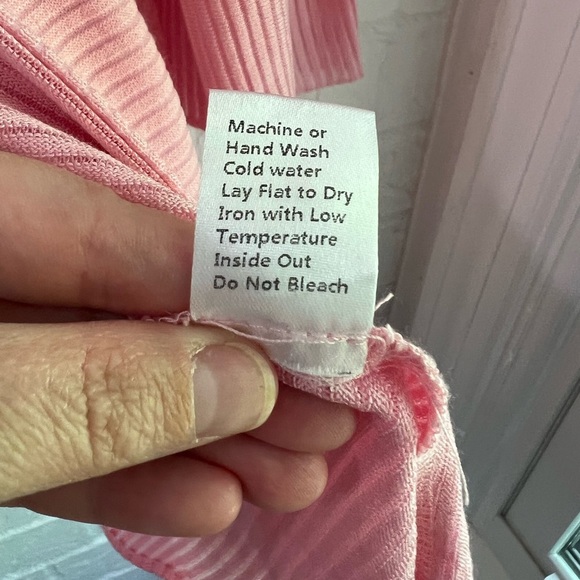 Machine or
Hand Wash
Cold water
Lay Flat to Dry
Iron with Low
Temperature
Inside Out
Do Not Bleach